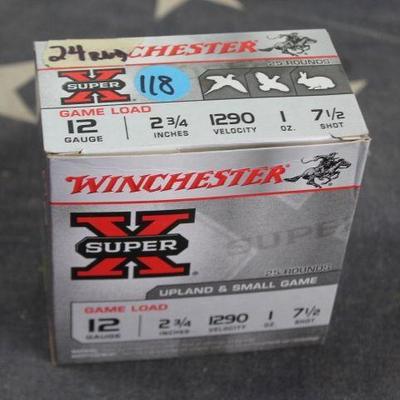 24 RNDS
WINCHESTER
25 ROUNDS
X
SUPER
118
GAME LOAD
12 2 3/4 1290 1 7 1/2
GAUGE INCHES VELOCITY OZ. SHOT
WINCHESTER
X
SUPER
25 ROUNDS
UPLAND & SMALL GAME
GAME LOAD
12 2 3/4 1290 1 7 1/2
GAUGE INCHES VELOCITY OZ SHOT